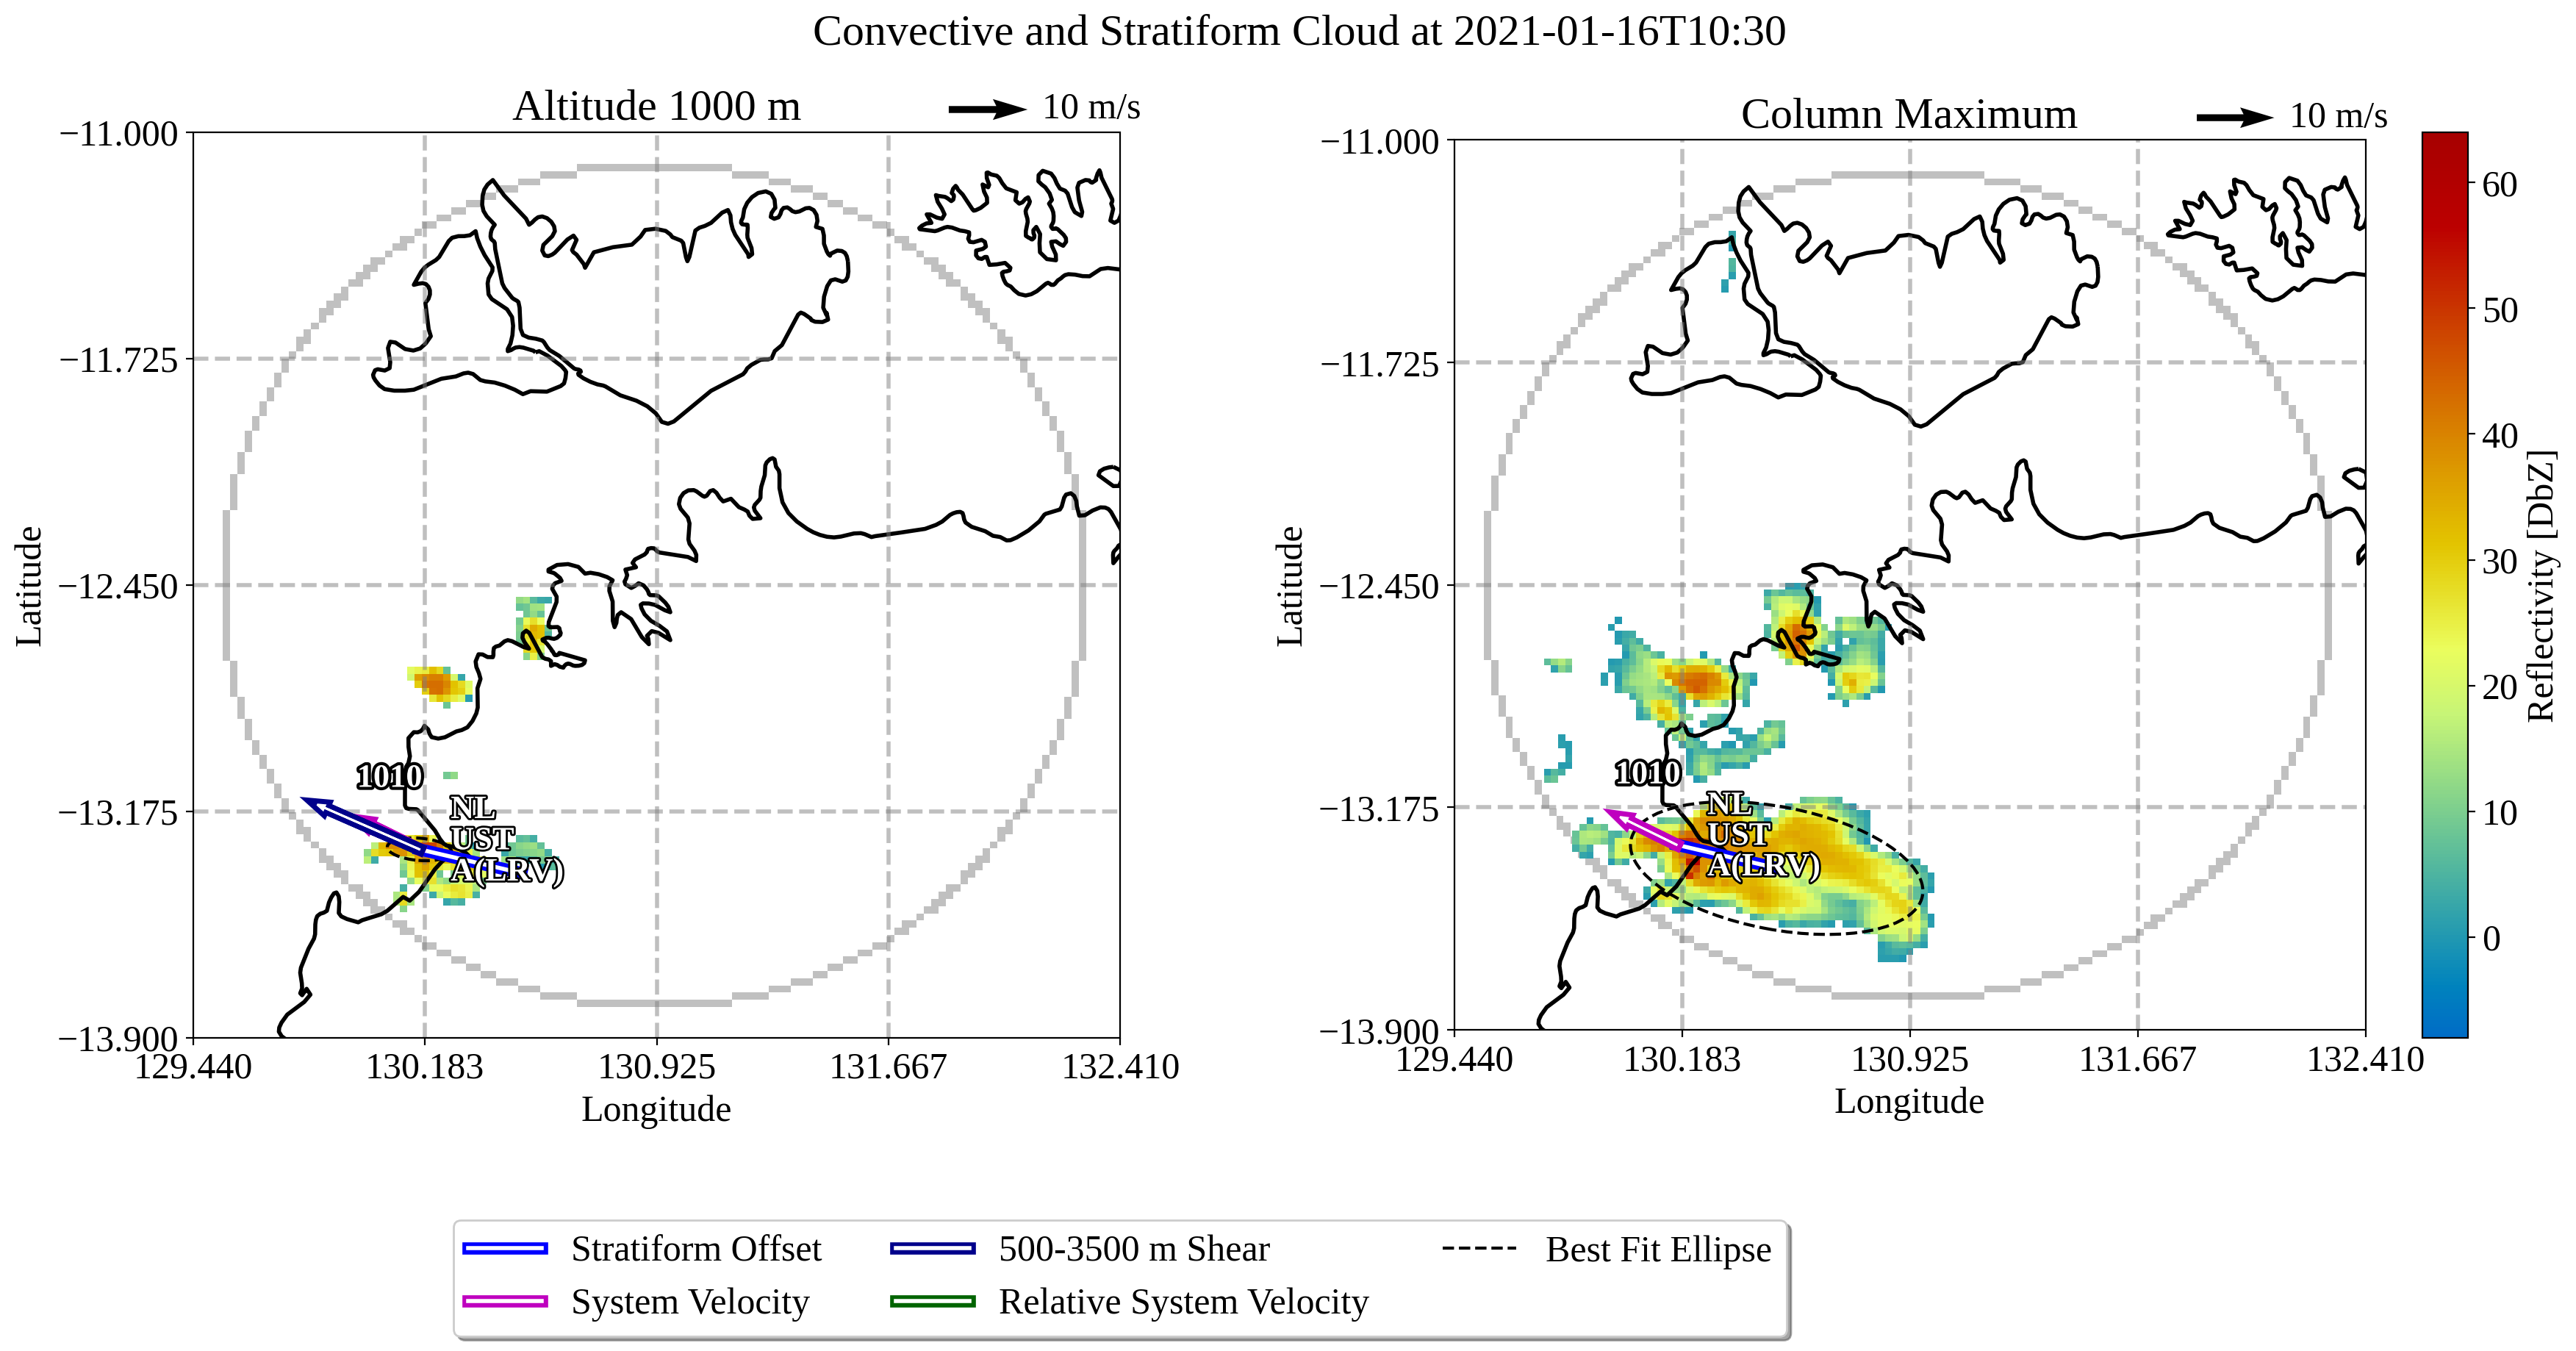 Convective and Stratiform Cloud at 2021-01-16T10:30
Altitude 1000 m
10 m/s
−11.000
−11.725
−12.450
−13.175
−13.900
Latitude
1010
NL
UST
A(LRV)
129.440
130.183
130.925
131.667
132.410
Longitude
Column Maximum
10 m/s
−11.000
−11.725
−12.450
−13.175
−13.900
Latitude
1010
NL
UST
A(LRV)
129.440
130.183
130.925
131.667
132.410
Longitude
60
50
40
30
20
10
0
Reflectivity [DbZ]
Stratiform Offset
System Velocity
500-3500 m Shear
Relative System Velocity
Best Fit Ellipse